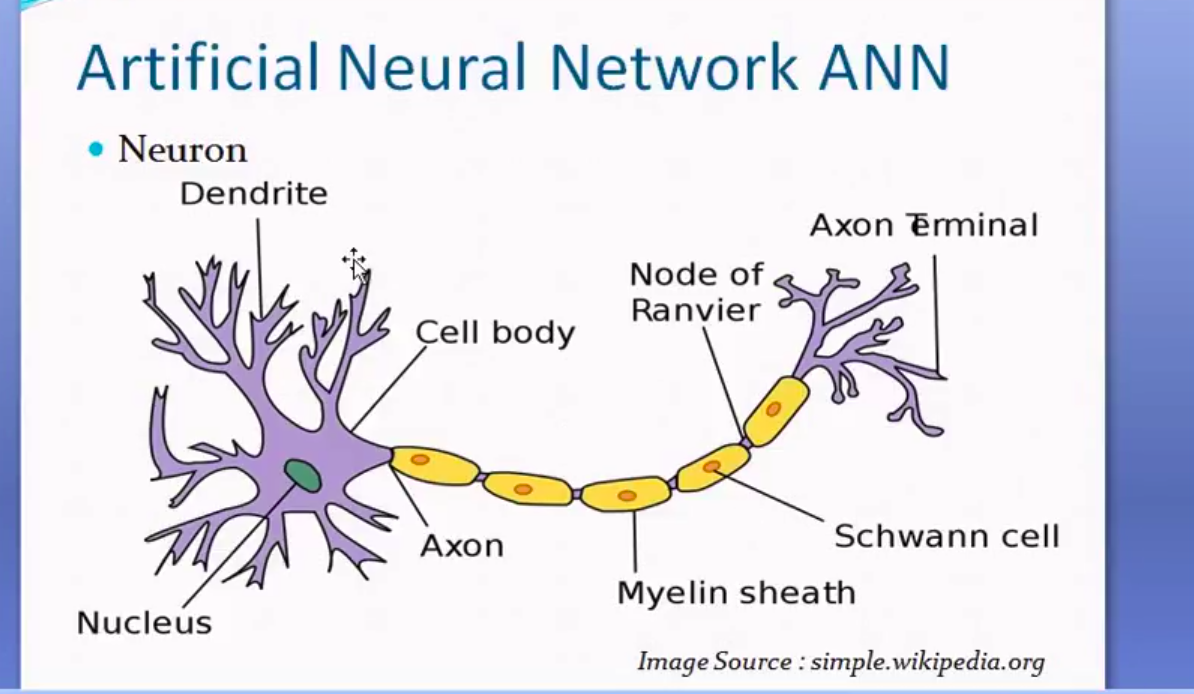 Artificial Neural Network ANN
• Neuron
Dendrite
Axon Terminal
Node of
Ranvier
Cell body
Axon
Schwann cell
Myelin sheath
Nucleus
Image Source : simple.wikipedia.org